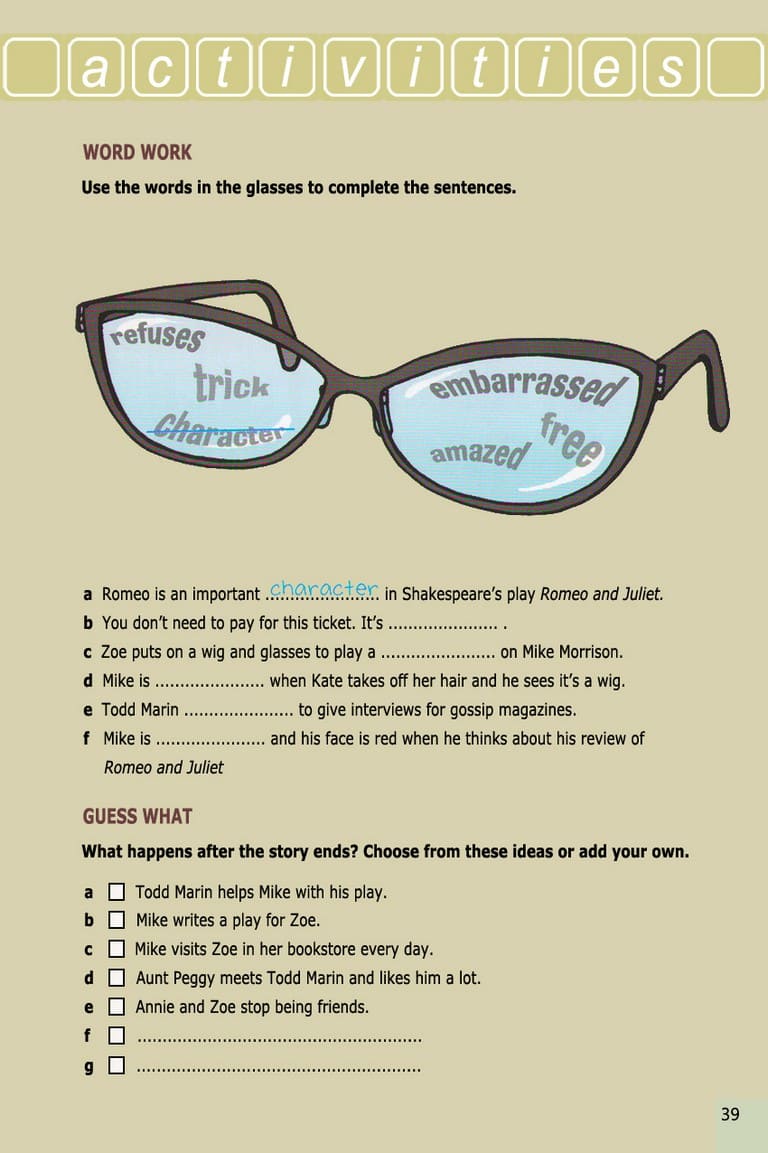 activities
WORD WORK
Use the words in the glasses to complete the sentences.
refuses
trick
character
embarrassed
free
amazed
a Romeo is an important ....character.... in Shakespeare's play Romeo and Juliet.
b You don't need to pay for this ticket. It's ...................... .
c Zoe puts on a wig and glasses to play a ....................... on Mike Morrison.
d Mike is ...................... when Kate takes off her hair and he sees it's a wig.
e Todd Marin ...................... to give interviews for gossip magazines.
f Mike is ...................... and his face is red when he thinks about his review of
Romeo and Juliet
GUESS WHAT
What happens after the story ends? Choose from these ideas or add your own.
a □ Todd Marin helps Mike with his play.
b □ Mike writes a play for Zoe.
c □ Mike visits Zoe in her bookstore every day.
d □ Aunt Peggy meets Todd Marin and likes him a lot.
e □ Annie and Zoe stop being friends.
f □ .........................................................
g □ .........................................................
39